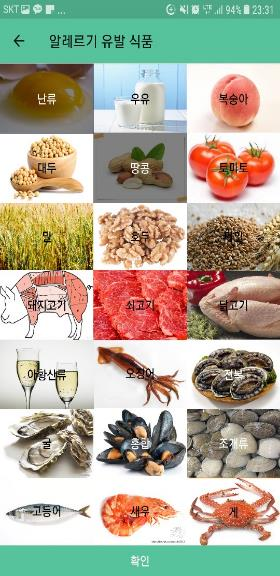 SKT 94% 23:31
알레르기 유발 식품
난류 우유 복숭아
대두 땅콩 토마토
밀 호두 메밀
돼지고기 쇠고기 닭고기
아황산류 오징어 전복
굴 홍합 조개류
고등어 새우 게
확인